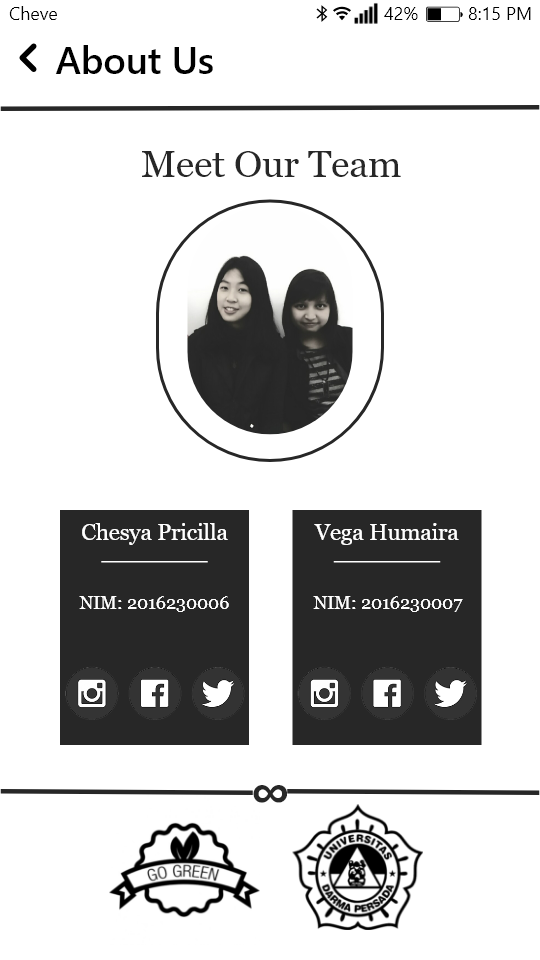 Cheve 42% 8:15 PM
About Us
Meet Our Team
Chesya Pricilla
NIM: 2016230006
Vega Humaira
NIM: 2016230007
GO GREEN
UNIVERSITAS
DARMA PERSADA